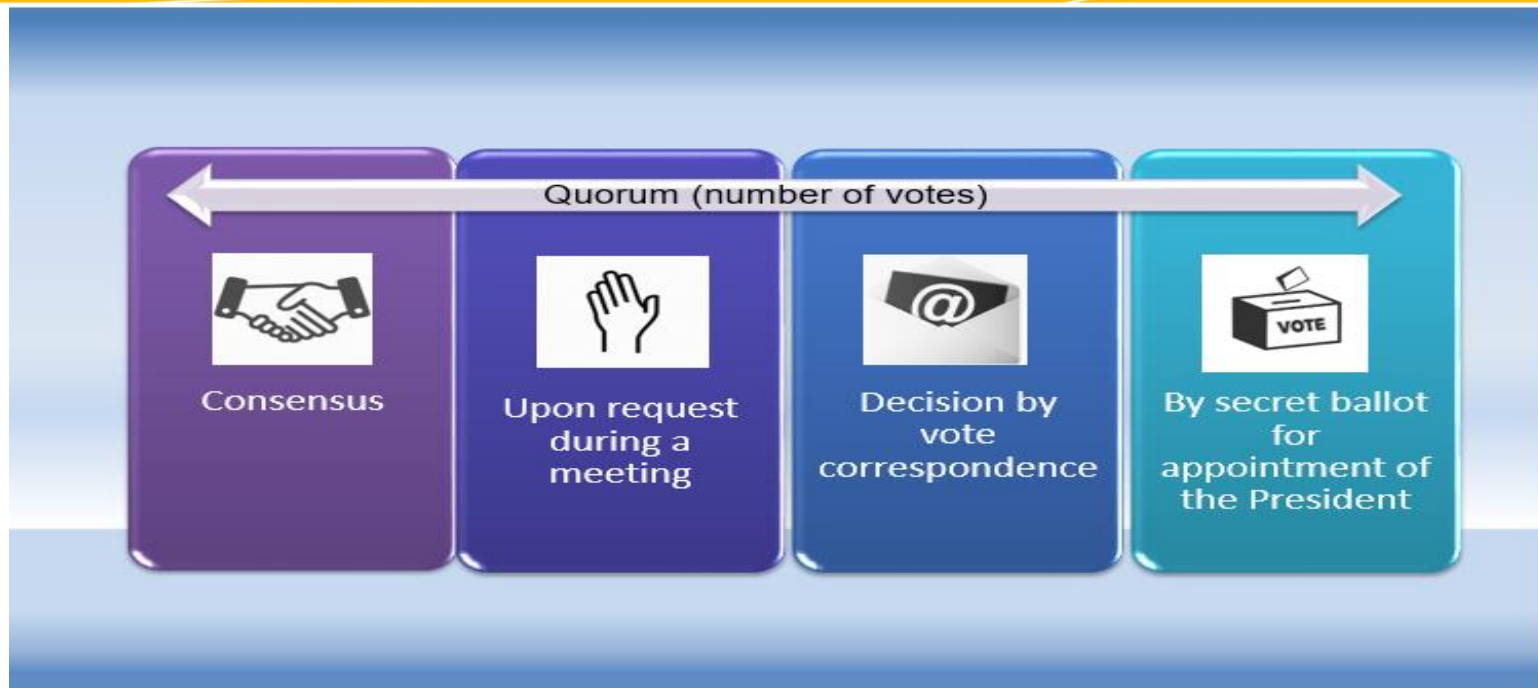 Quorum (number of votes)
Consensus
Upon request
during a
meeting
@
Decision by
vote
correspondence
VOTE
By secret ballot
for
appointment of
the President